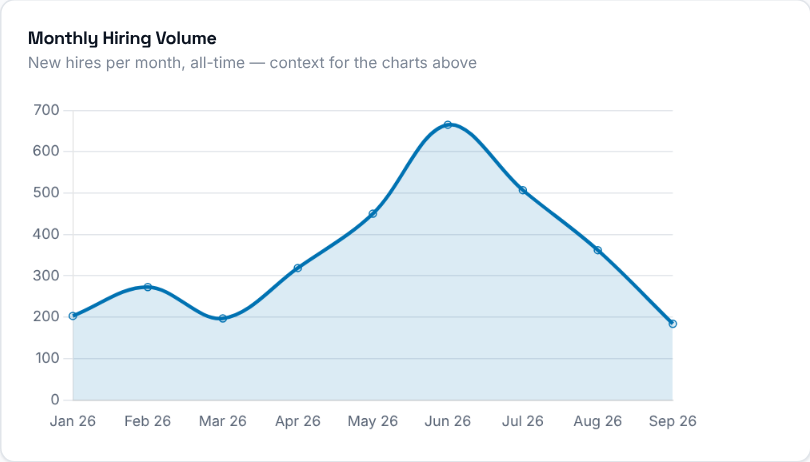 Monthly Hiring Volume
New hires per month, all-time — context for the charts above
700
600
500
400
300
200
100
0
Jan 26 Feb 26 Mar 26 Apr 26 May 26 Jun 26 Jul 26 Aug 26 Sep 26